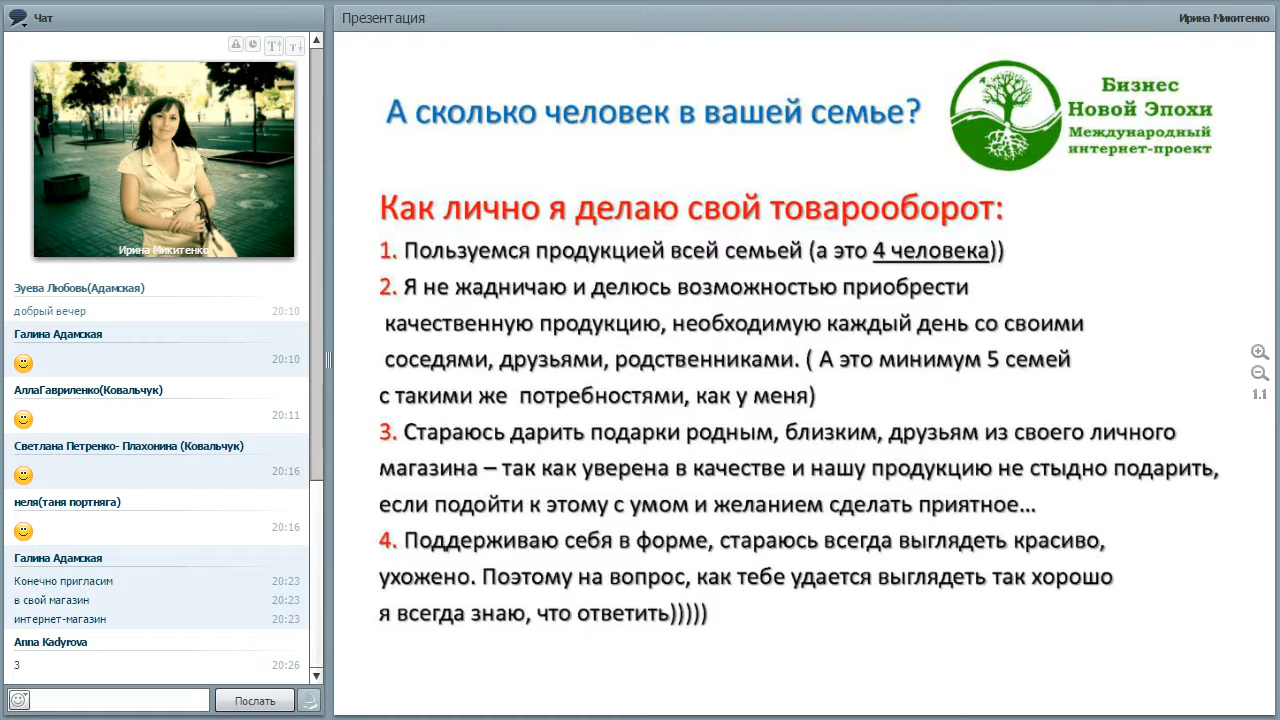 Чат
Ирина Микитенко
Зуева Любовь(Адамская)
добрый вечер 20:10
Галина Адамская
20:10
АллаГавриленко(Ковальчук)
20:11
Светлана Петренко- Плахонина (Ковальчук)
20:16
неля(таня портняга)
20:16
Галина Адамская
Конечно пригласим 20:23
в свой магазин 20:23
интернет-магазин 20:23
Anna Kadyrova
3 20:26
Послать
Презентация
Ирина Микитенко
А сколько человек в вашей семье?
Бизнес
Новой Эпохи
Международный
интернет-проект
Как лично я делаю свой товарооборот:
1. Пользуемся продукцией всей семьей (а это 4 человека))
2. Я не жадничаю и делюсь возможностью приобрести
качественную продукцию, необходимую каждый день со своими
соседями, друзьями, родственниками. ( А это минимум 5 семей
с такими же потребностями, как у меня)
3. Стараюсь дарить подарки родным, близким, друзьям из своего личного
магазина – так как уверена в качестве и нашу продукцию не стыдно подарить,
если подойти к этому с умом и желанием сделать приятное...
4. Поддерживаю себя в форме, стараюсь всегда выглядеть красиво,
ухожено. Поэтому на вопрос, как тебе удается выглядеть так хорошо
я всегда знаю, что ответить)))))
1.1